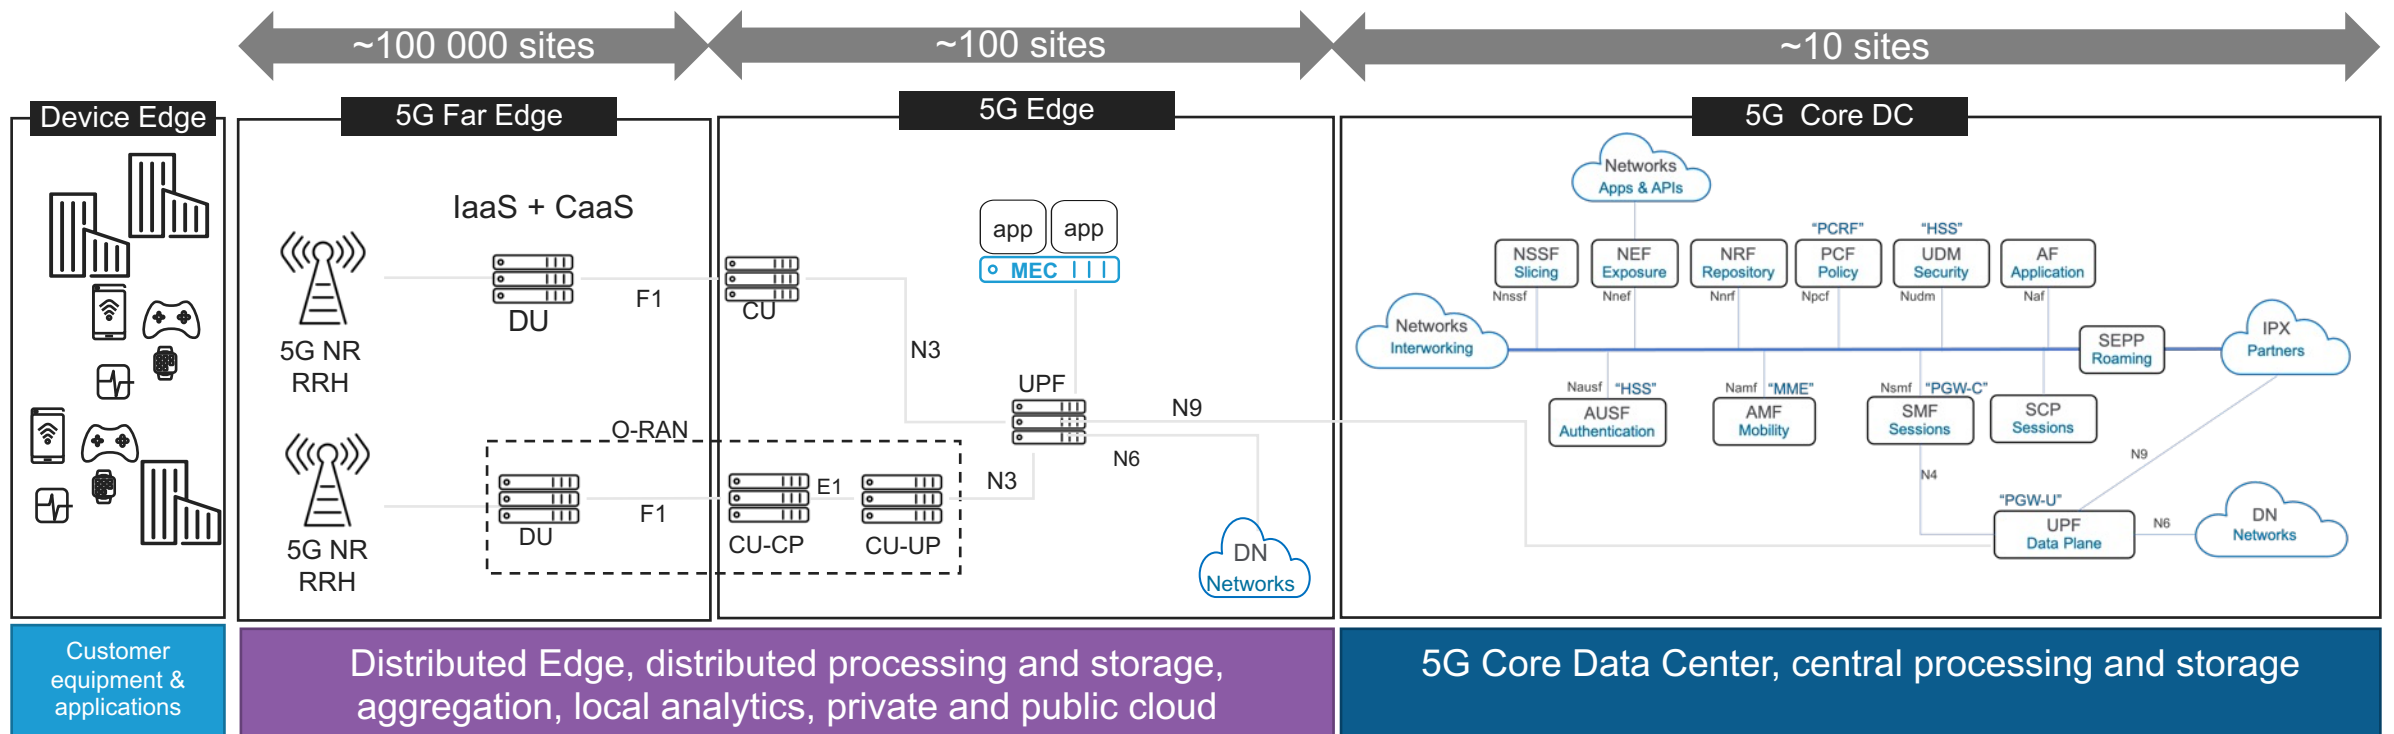 ~100 000 sites
~100 sites
~10 sites
Device Edge
5G Far Edge
5G Edge
5G  Core DC
IaaS + CaaS
5G NR
RRH
DU
F1
CU
O-RAN
5G NR
RRH
DU
F1
CU-CP
E1
CU-UP
N3
N3
app
app
MEC
UPF
N9
N6
DN
Networks
Networks
Apps & APIs
"PCRF"
"HSS"
NSSF
Slicing
NEF
Exposure
NRF
Repository
PCF
Policy
UDM
Security
AF
Application
Nnssf
Nnef
Nnrf
Npcf
Nudm
Naf
Networks
Interworking
SEPP
Roaming
IPX
Partners
Nausf "HSS"
Namf "MME"
Nsmf "PGW-C"
AUSF
Authentication
AMF
Mobility
SMF
Sessions
SCP
Sessions
N9
N4
"PGW-U"
UPF
Data Plane
N6
DN
Networks
Customer
equipment &
applications
Distributed Edge, distributed processing and storage,
aggregation, local analytics, private and public cloud
5G Core Data Center, central processing and storage